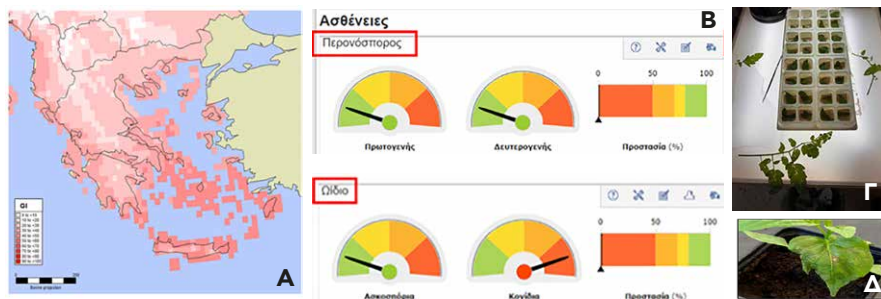 GI
A
Ασθένειες
B
Περονόσπορος
0 50 100
Πρωτογενής Δευτερογενής Προστασία (%)
Ωίδιο
0 50 100
Ασκοσπόρια Κονίδια Προστασία (%)
Γ
Δ